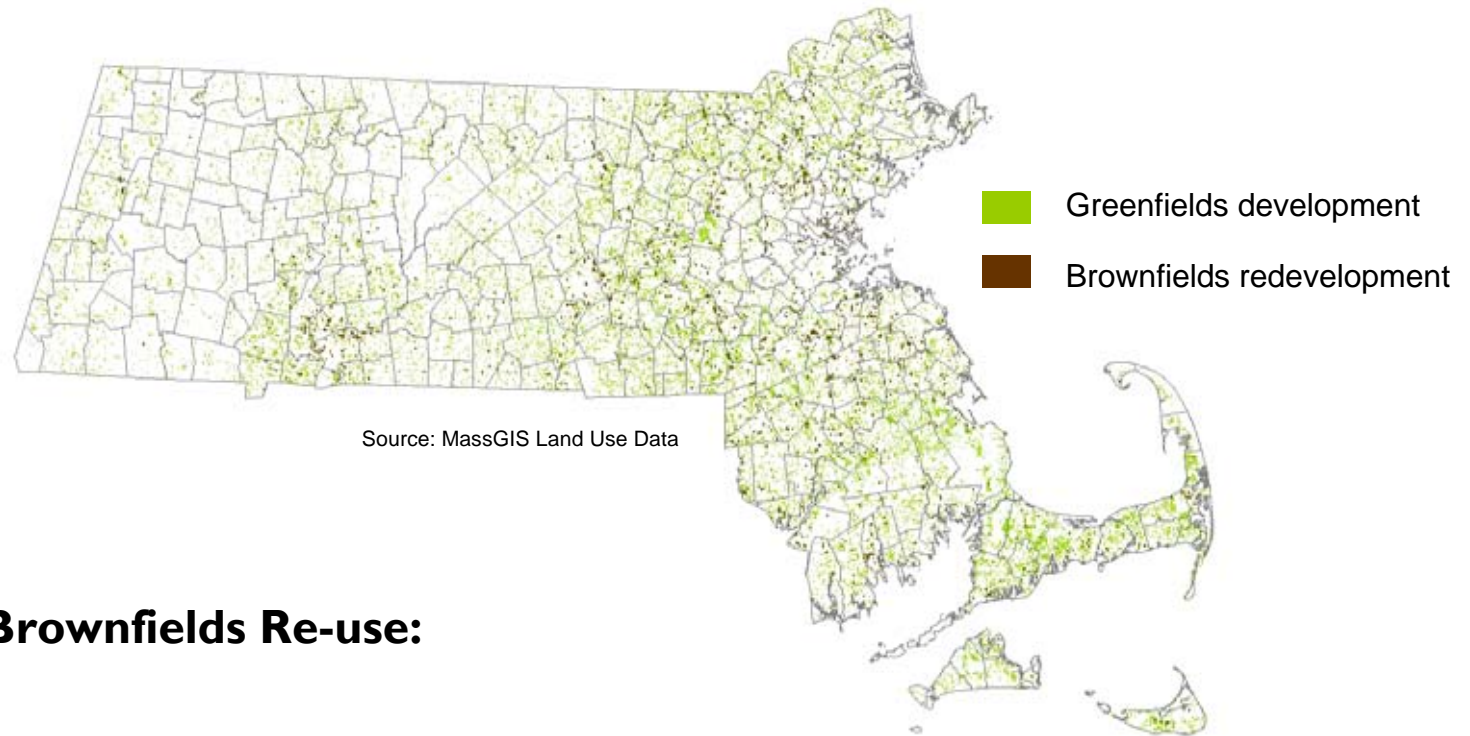 Greenfields development
Brownfields redevelopment
Source: MassGIS Land Use Data
Brownfields Re-use: